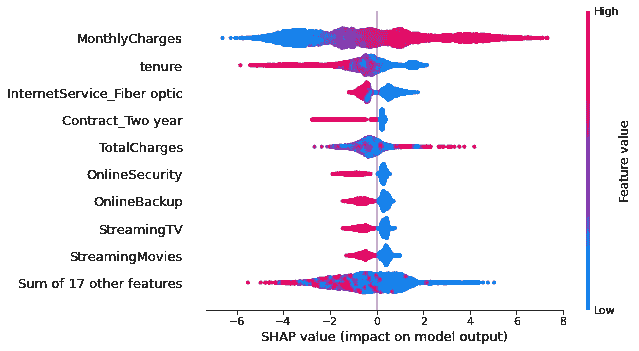 High
MonthlyCharges
tenure
InternetService_Fiber optic
Contract_Two year
TotalCharges
OnlineSecurity
OnlineBackup
StreamingTV
StreamingMovies
Sum of 17 other features
Feature value
Low
−6 −4 −2 0 2 4 6 8
SHAP value (impact on model output)